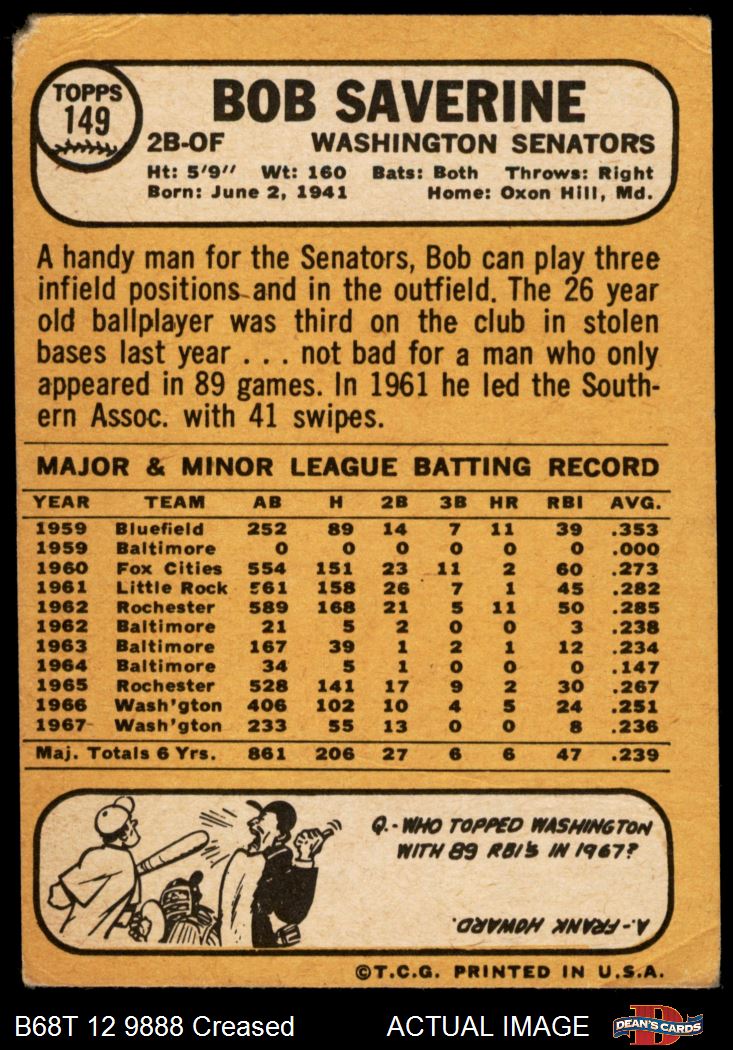 TOPPS
149
BOB SAVERINE
2B-OF WASHINGTON SENATORS
Ht: 5'9" Wt: 160 Bats: Both Throws: Right
Born: June 2, 1941 Home: Oxon Hill, Md.
A handy man for the Senators, Bob can play three
infield positions and in the outfield. The 26 year
old ballplayer was third on the club in stolen
bases last year . . . not bad for a man who only
appeared in 89 games. In 1961 he led the South-
ern Assoc. with 41 swipes.
MAJOR & MINOR LEAGUE BATTING RECORD
YEAR TEAM AB H 2B 3B HR RBI AVG.
1959 Bluefield 252 89 14 7 11 39 .353
1959 Baltimore 0 0 0 0 0 0 .000
1960 Fox Cities 554 151 23 11 2 60 .273
1961 Little Rock 561 158 26 7 1 45 .282
1962 Rochester 589 168 21 5 11 50 .285
1962 Baltimore 21 5 2 0 0 3 .238
1963 Baltimore 167 39 1 2 1 12 .234
1964 Baltimore 34 5 1 0 0 0 .147
1965 Rochester 528 141 17 9 2 30 .267
1966 Wash'gton 406 102 10 4 5 24 .251
1967 Wash'gton 233 55 13 0 0 8 .236
Maj. Totals 6 Yrs. 861 206 27 6 6 47 .239
Q.- WHO TOPPED WASHINGTON
WITH 89 RBI'S IN 1967?
A.- FRANK HOWARD.
©T.C.G. PRINTED IN U.S.A.
B68T 12 9888 Creased ACTUAL IMAGE
DEAN'S CARDS